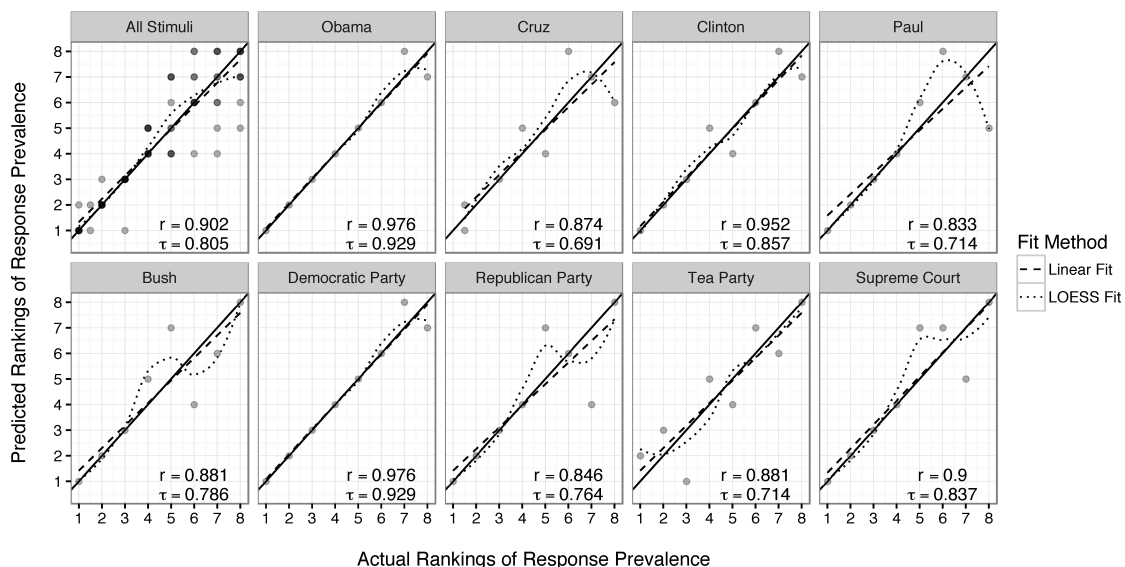 All Stimuli Obama Cruz Clinton Paul
8
7
6
5
4
3
2
1
r = 0.902 r = 0.976 r = 0.874 r = 0.952 r = 0.833
τ = 0.805 τ = 0.929 τ = 0.691 τ = 0.857 τ = 0.714
Predicted Rankings of Response Prevalence
Fit Method
Linear Fit
LOESS Fit
Bush Democratic Party Republican Party Tea Party Supreme Court
8
7
6
5
4
3
2
1
r = 0.881 r = 0.976 r = 0.846 r = 0.881 r = 0.9
τ = 0.786 τ = 0.929 τ = 0.764 τ = 0.714 τ = 0.837
1 2 3 4 5 6 7 8 1 2 3 4 5 6 7 8 1 2 3 4 5 6 7 8 1 2 3 4 5 6 7 8 1 2 3 4 5 6 7 8
Actual Rankings of Response Prevalence